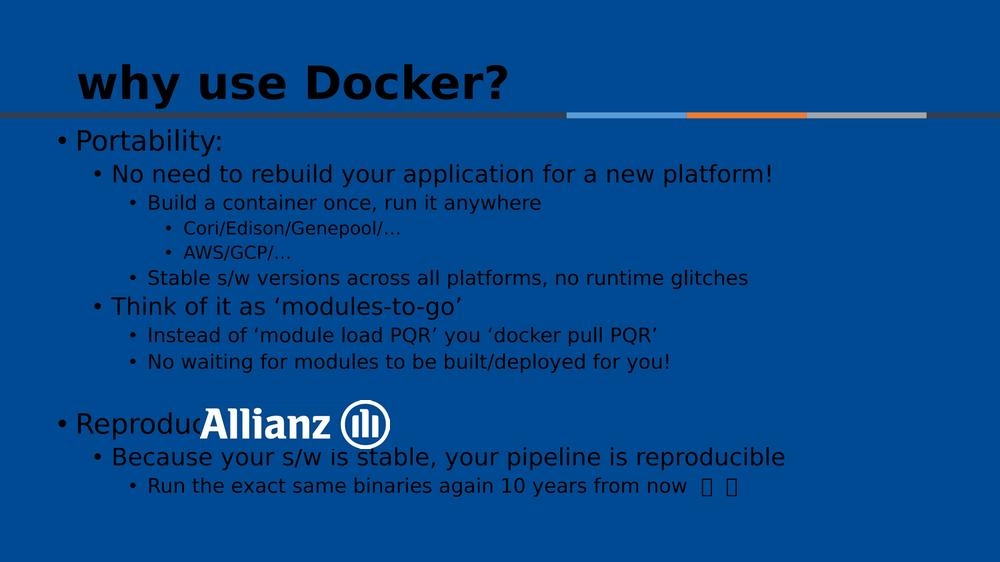 why use Docker?
• Portability:
• No need to rebuild your application for a new platform!
• Build a container once, run it anywhere
• Cori/Edison/Genepool/…
• AWS/GCP/…
• Stable s/w versions across all platforms, no runtime glitches
• Think of it as ‘modules-to-go’
• Instead of ‘module load PQR’ you ‘docker pull PQR’
• No waiting for modules to be built/deployed for you!
• Allianz
• Because your s/w is stable, your pipeline is reproducible
• Run the exact same binaries again 10 years from now